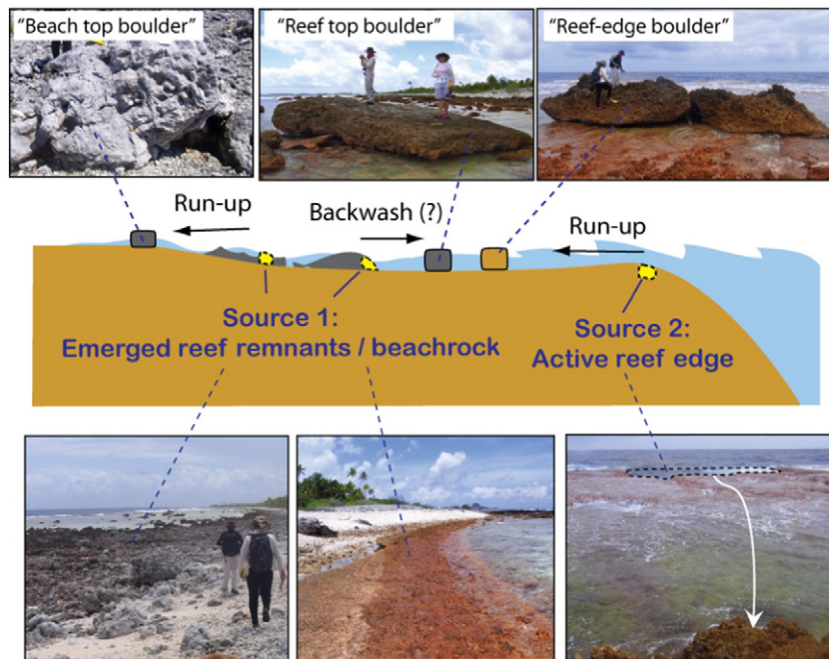 "Beach top boulder"
"Reef top boulder"
"Reef-edge boulder"
Run-up
Backwash (?)
Run-up
Source 1:
Emerged reef remnants / beachrock
Source 2:
Active reef edge